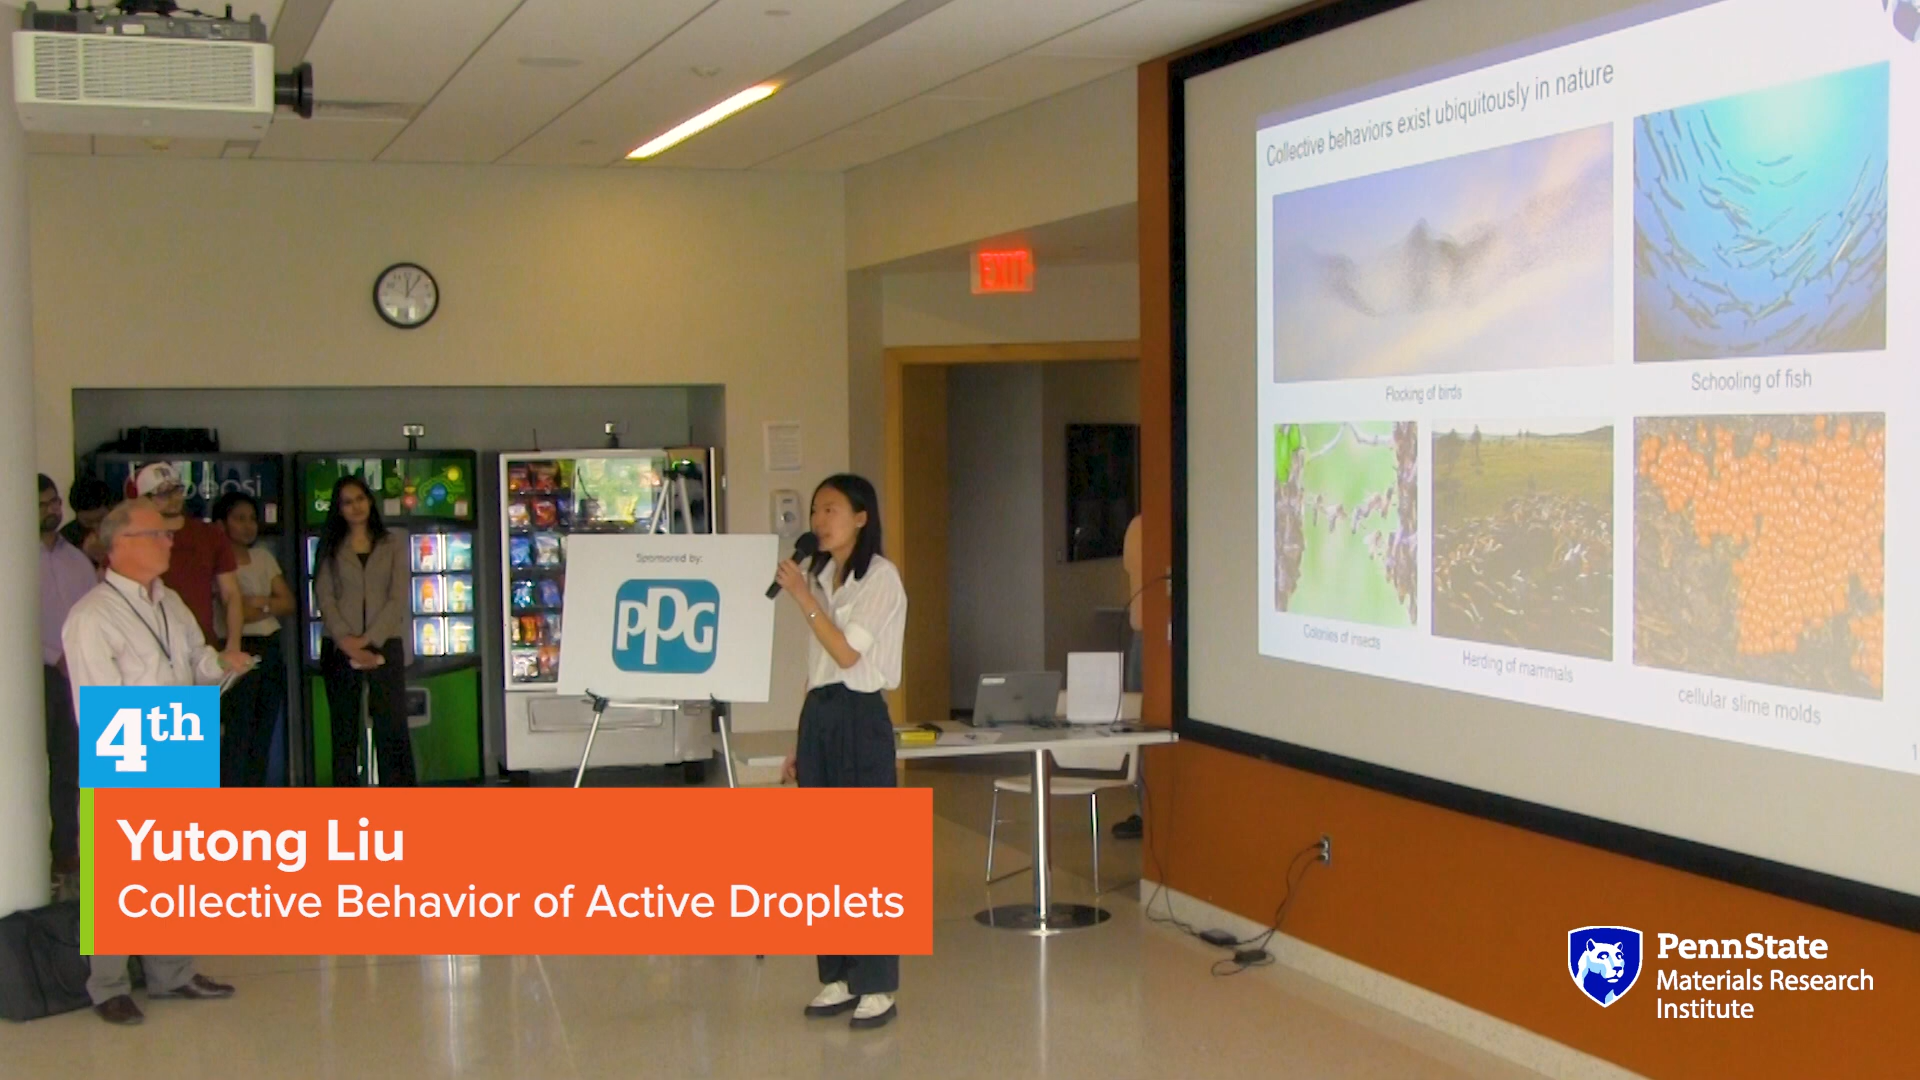 Collective behaviors exist ubiquitously in nature
Flocking of birds
Schooling of fish
Colonies of insects
Herding of mammals
cellular slime molds
EXIT
pepsi
Sponsored by:
PPG
4th
Yutong Liu
Collective Behavior of Active Droplets
PennState
Materials Research
Institute